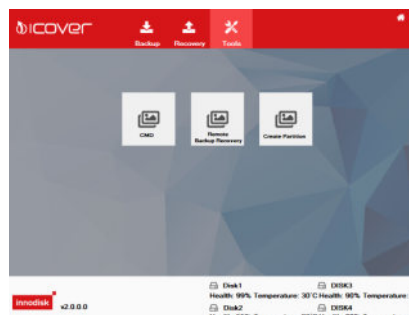 icover
Backup Recovery Tools
CMD
Remote
Backup Recovery
Create Partition
Disk1 DISK3
Health: 99% Temperature: 30°C Health: 90% Temperature:
innodisk v2.0.0.0
Disk2 DISK4